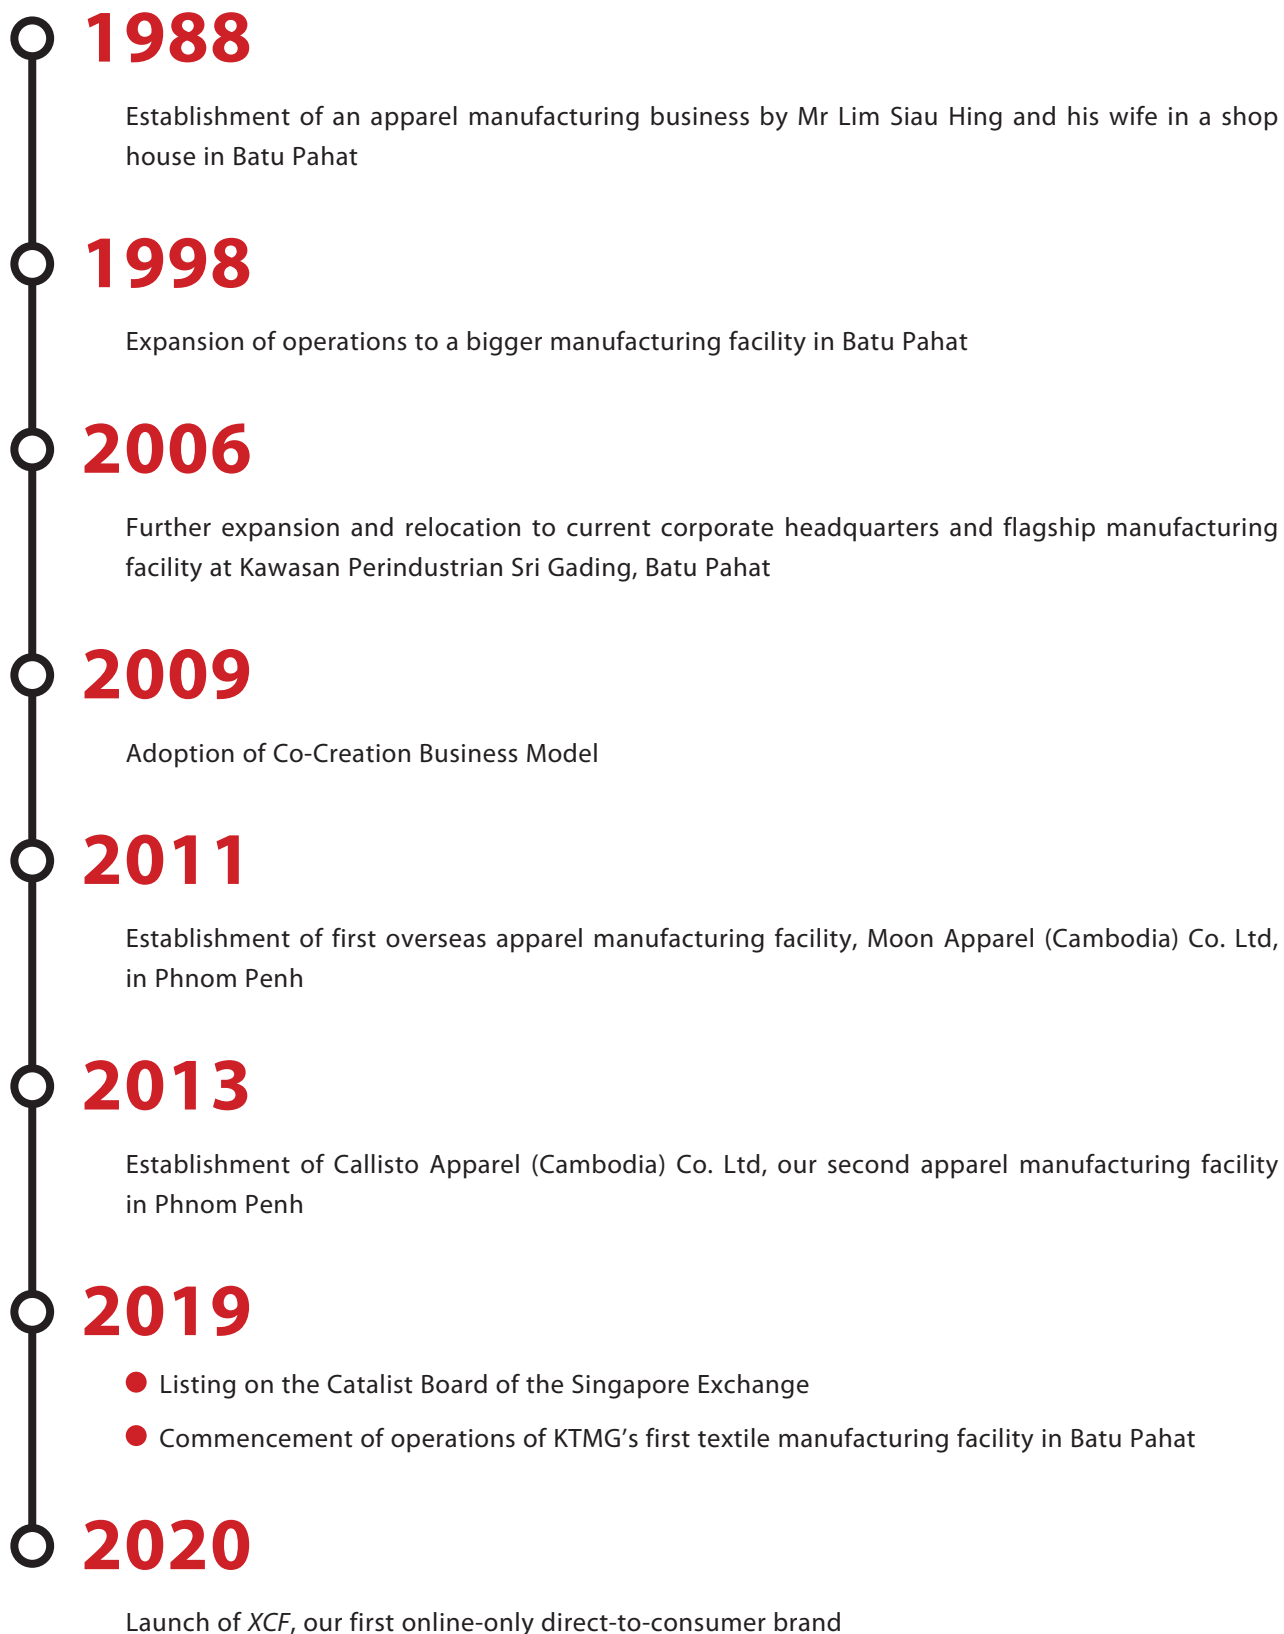 1988
Establishment of an apparel manufacturing business by Mr Lim Siau Hing and his wife in a shop
house in Batu Pahat
1998
Expansion of operations to a bigger manufacturing facility in Batu Pahat
2006
Further expansion and relocation to current corporate headquarters and flagship manufacturing
facility at Kawasan Perindustrian Sri Gading, Batu Pahat
2009
Adoption of Co-Creation Business Model
2011
Establishment of first overseas apparel manufacturing facility, Moon Apparel (Cambodia) Co. Ltd,
in Phnom Penh
2013
Establishment of Callisto Apparel (Cambodia) Co. Ltd, our second apparel manufacturing facility
in Phnom Penh
2019
● Listing on the Catalist Board of the Singapore Exchange
● Commencement of operations of KTMG’s first textile manufacturing facility in Batu Pahat
2020
Launch of XCF, our first online-only direct-to-consumer brand